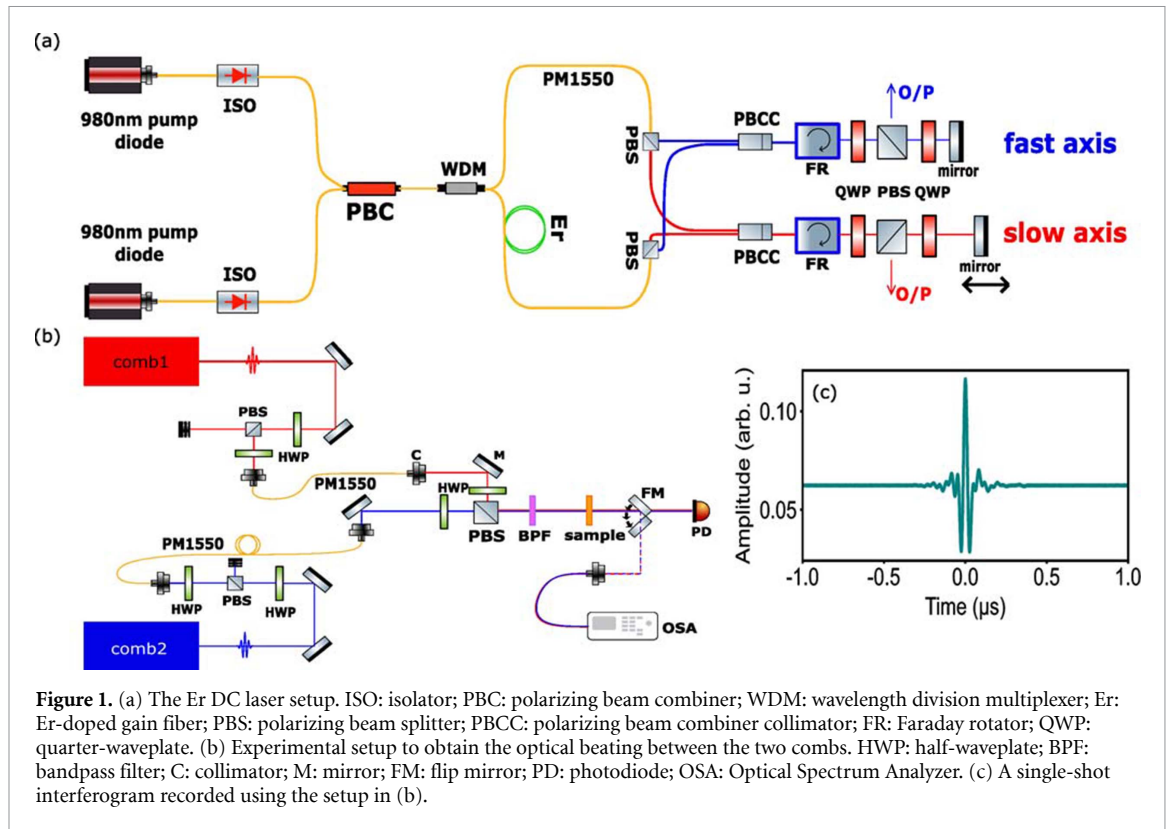 (a)
980nm pump
diode
ISO
980nm pump
diode
ISO
PBC
WDM
Er
PM1550
PBS
PBS
PBCC
PBCC
FR
FR
QWP PBS QWP
O/P
mirror
fast axis
O/P
mirror
slow axis
(b)
comb1
PBS
HWP
PM1550
C
M
HWP
PBS
BPF
sample
FM
PD
OSA
PM1550
HWP
PBS
HWP
comb2
(c)
Amplitude (arb. u.)
0.10
0.05
-1.0 -0.5 0.0 0.5 1.0
Time (µs)
Figure 1. (a) The Er DC laser setup. ISO: isolator; PBC: polarizing beam combiner; WDM: wavelength division multiplexer; Er:
Er-doped gain fiber; PBS: polarizing beam splitter; PBCC: polarizing beam combiner collimator; FR: Faraday rotator; QWP:
quarter-waveplate. (b) Experimental setup to obtain the optical beating between the two combs. HWP: half-waveplate; BPF:
bandpass filter; C: collimator; M: mirror; FM: flip mirror; PD: photodiode; OSA: Optical Spectrum Analyzer. (c) A single-shot
interferogram recorded using the setup in (b).